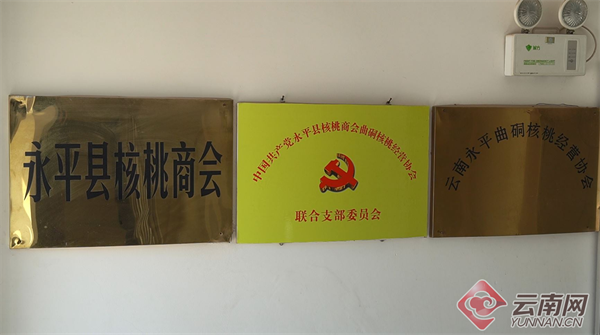 永平县核桃商会
中国共产党永平县核桃商会曲硐核桃经营协会
联合支部委员会
云南永平曲硐核桃经营协会
云南网
YUNNAN.CN